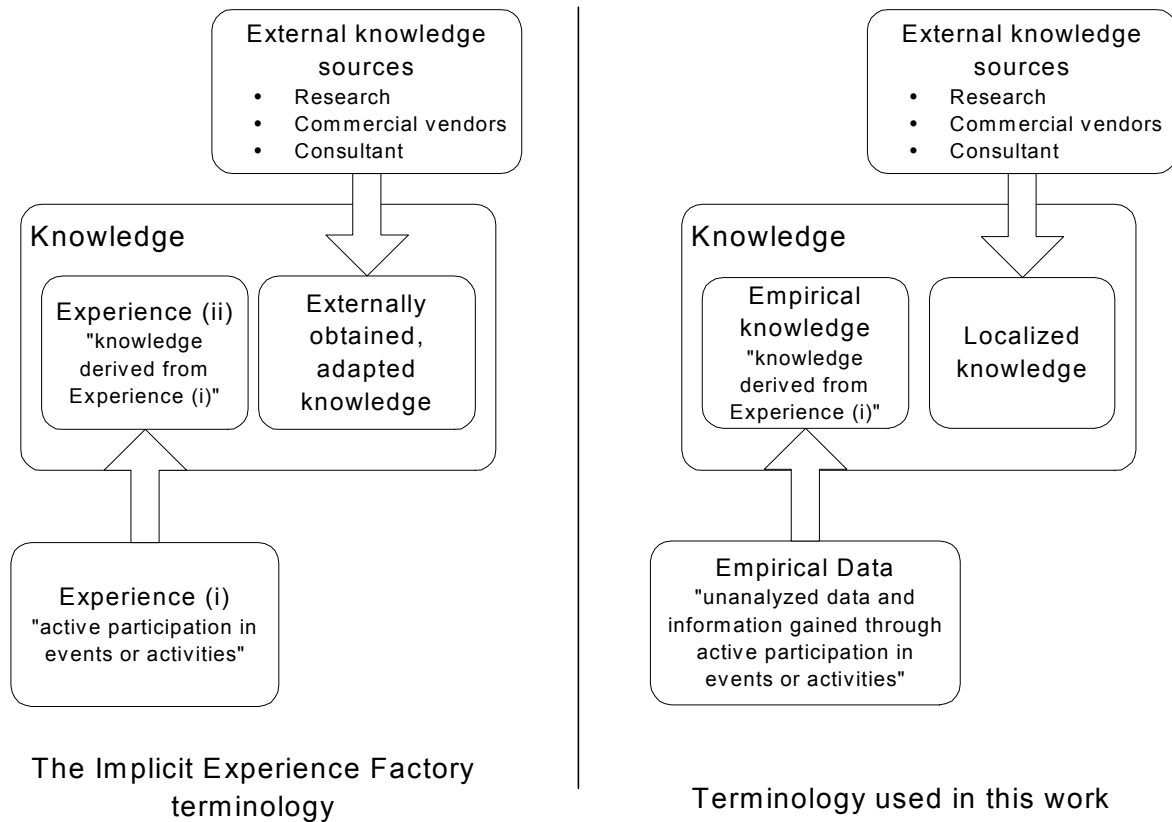 External knowledge
sources
• Research
• Commercial vendors
• Consultant
Knowledge
Experience (ii)
"knowledge
derived from
Experience (i)"
Externally
obtained,
adapted
knowledge
Experience (i)
"active participation in
events or activities"
The Implicit Experience Factory
terminology
External knowledge
sources
• Research
• Commercial vendors
• Consultant
Knowledge
Empirical
knowledge
"knowledge
derived from
Experience (i)"
Localized
knowledge
Empirical Data
"unanalyzed data and
information gained through
active participation in
events or activities"
Terminology used in this work